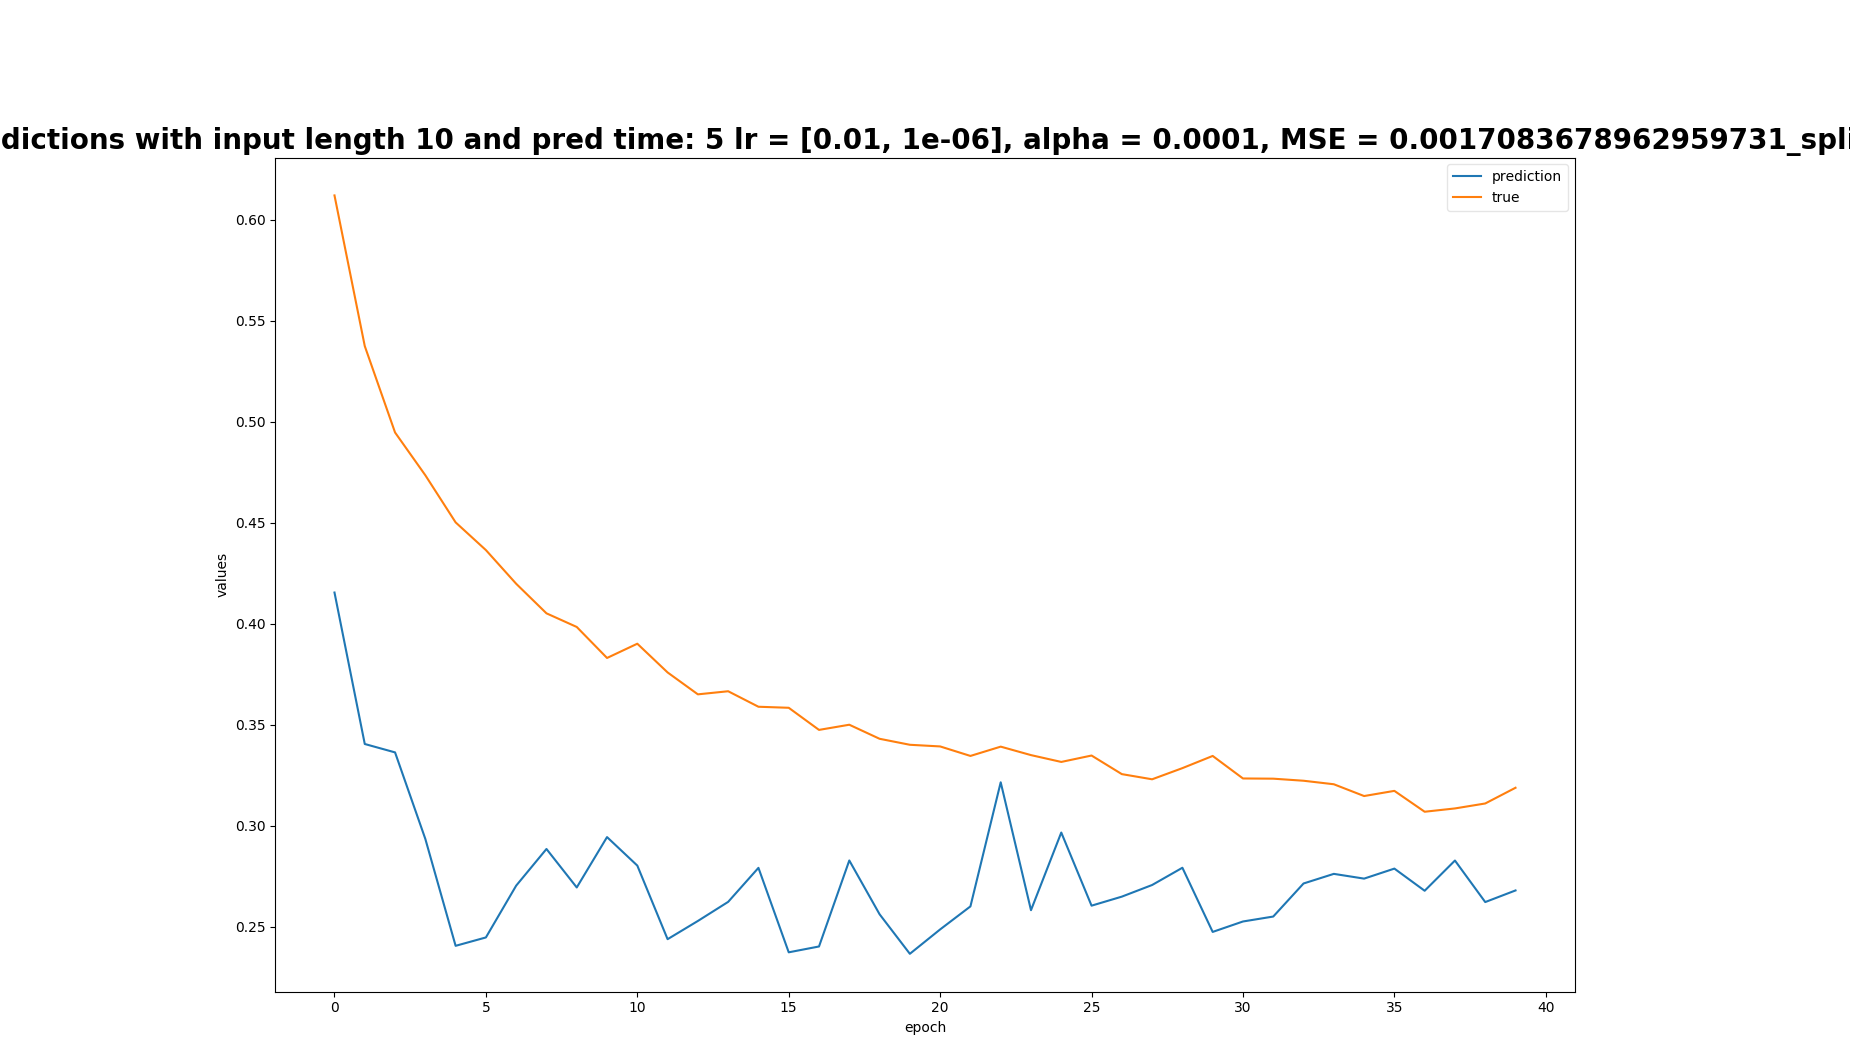 dictions with input length 10 and pred time: 5 lr = [0.01, 1e-06], alpha = 0.0001, MSE = 0.0017083678962959731_spli
prediction
true
0.60
0.55
0.50
0.45
0.40
0.35
0.30
0.25
values
0 5 10 15 20 25 30 35 40
epoch